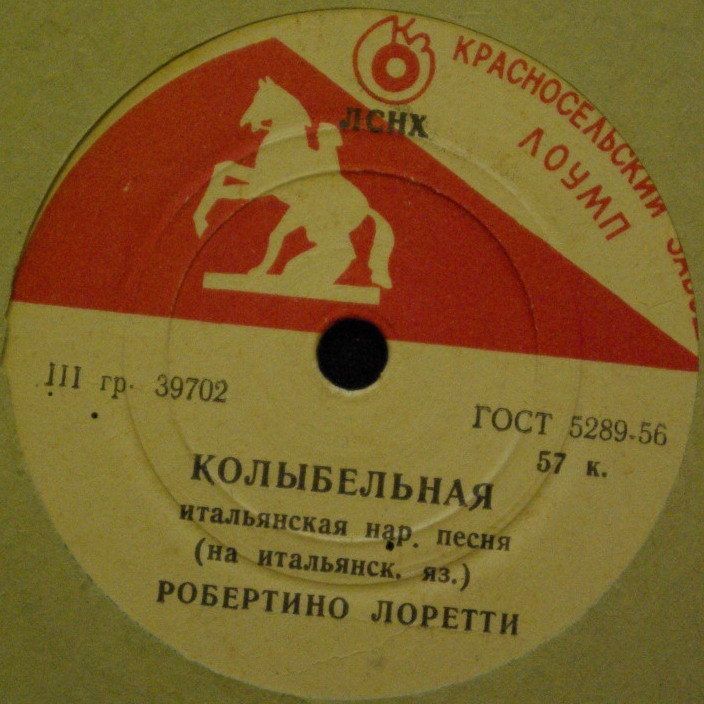 ЛСНХ
КРАСНОСЕЛЬСКИЙ ЗАВОД
ЛОУМП
III гр. 39702
ГОСТ 5289-56
57 к.
КОЛЫБЕЛЬНАЯ
итальянская нар. песня
(на итальянск. яз.)
РОБЕРТИНО ЛОРЕТТИ